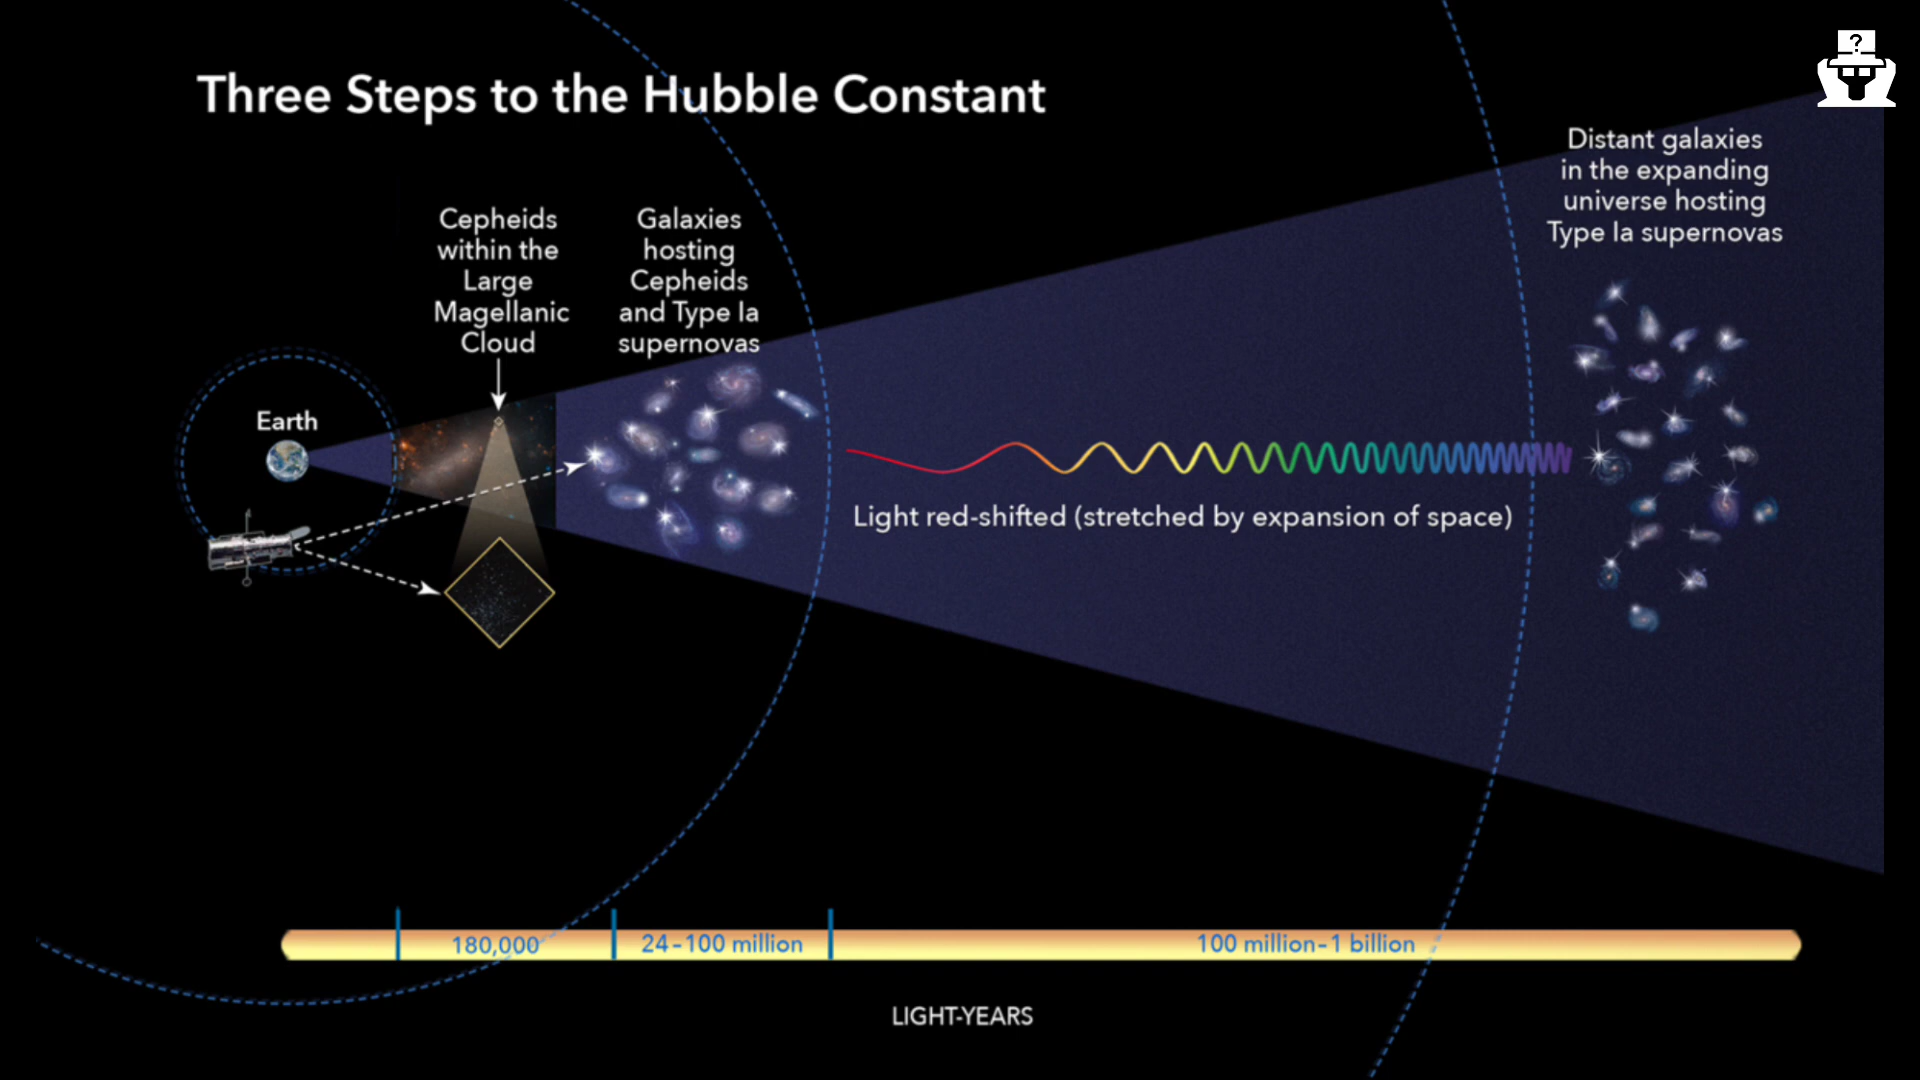 Three Steps to the Hubble Constant
?
Distant galaxies
in the expanding
universe hosting
Type Ia supernovas
Cepheids
within the
Large
Magellanic
Cloud
Galaxies
hosting
Cepheids
and Type Ia
supernovas
Earth
Light red-shifted (stretched by expansion of space)
180,000
24–100 million
100 million–1 billion
LIGHT-YEARS